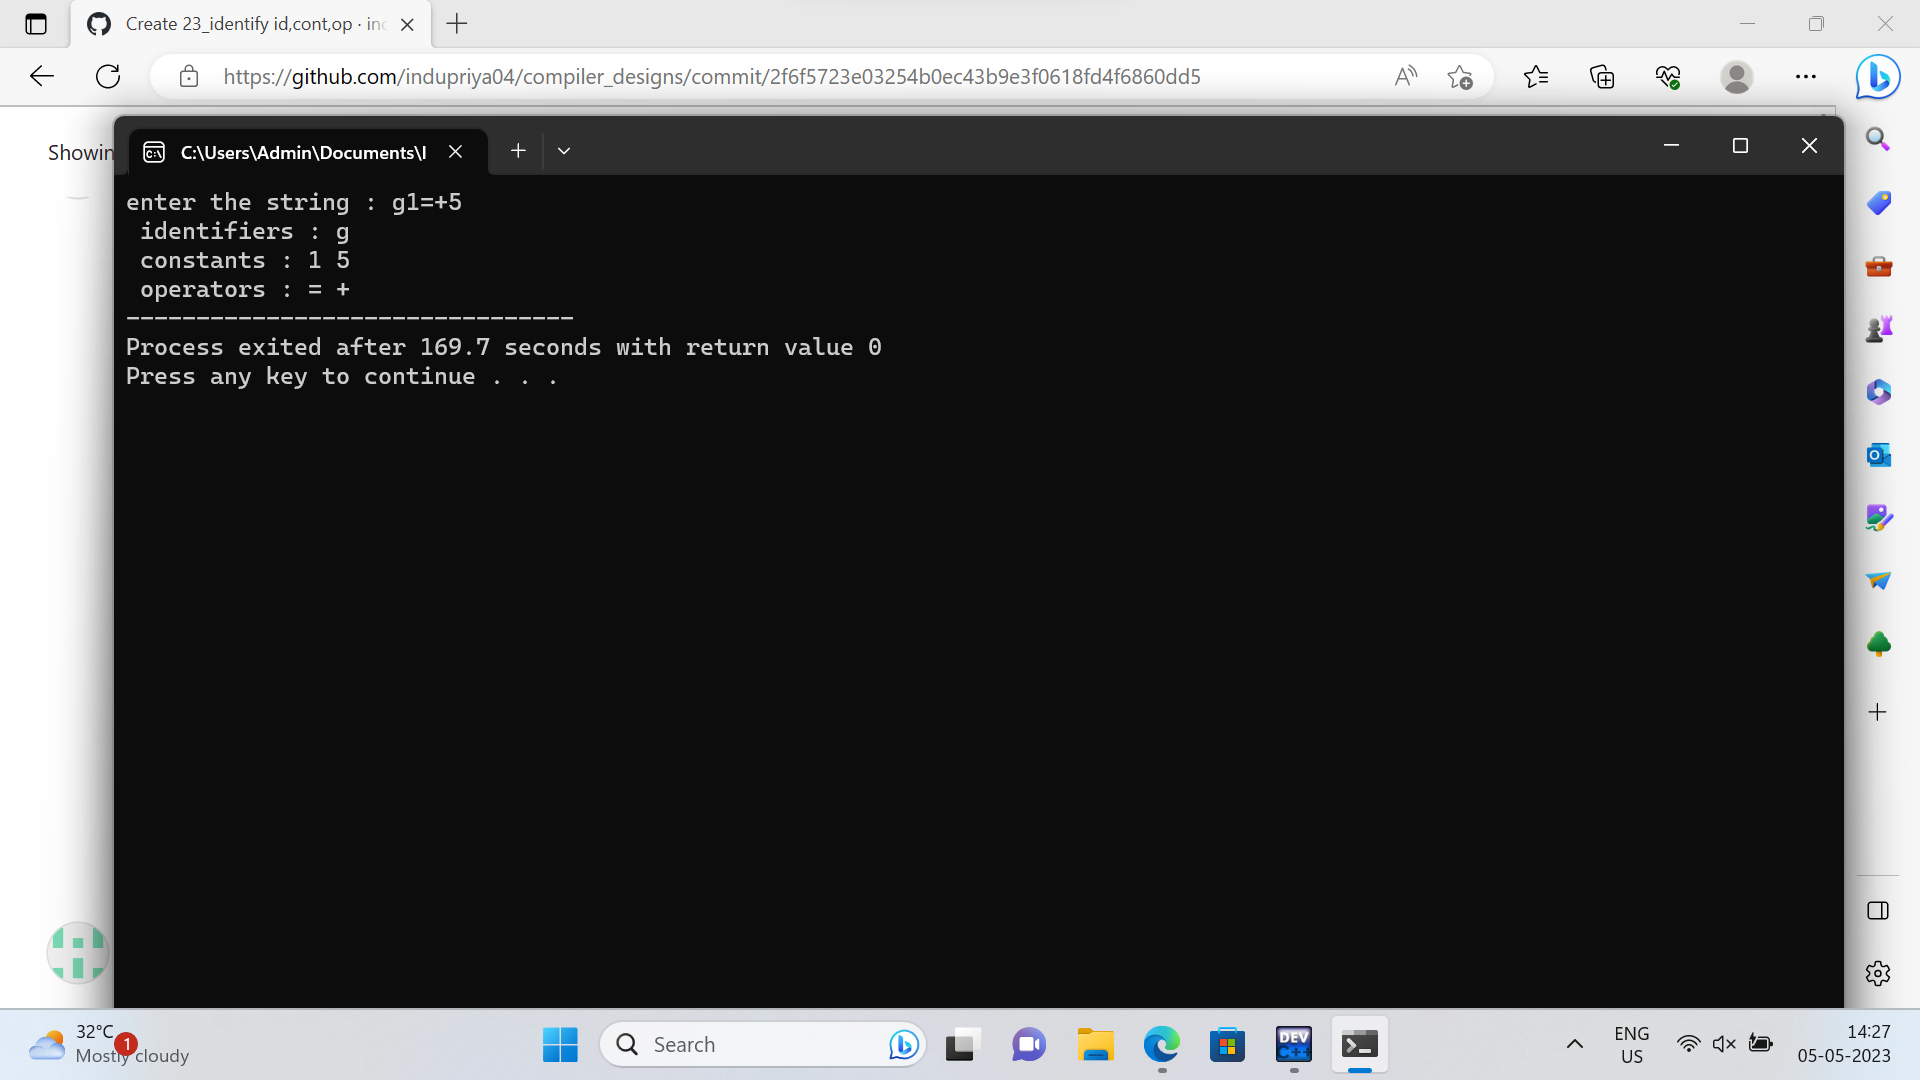 Create 23_identify id,cont,op · in
https://github.com/indupriya04/compiler_designs/commit/2f6f5723e03254b0ec43b9e3f0618fd4f6860dd5
Showin
C:\Users\Admin\Documents\I
enter the string : g1=+5
identifiers : g
constants : 1 5
operators : = +
--------------------------------
Process exited after 169.7 seconds with return value 0
Press any key to continue . . .
32°C
1
Mostly cloudy
Search
DEV
C++
ENG
US
14:27
05-05-2023